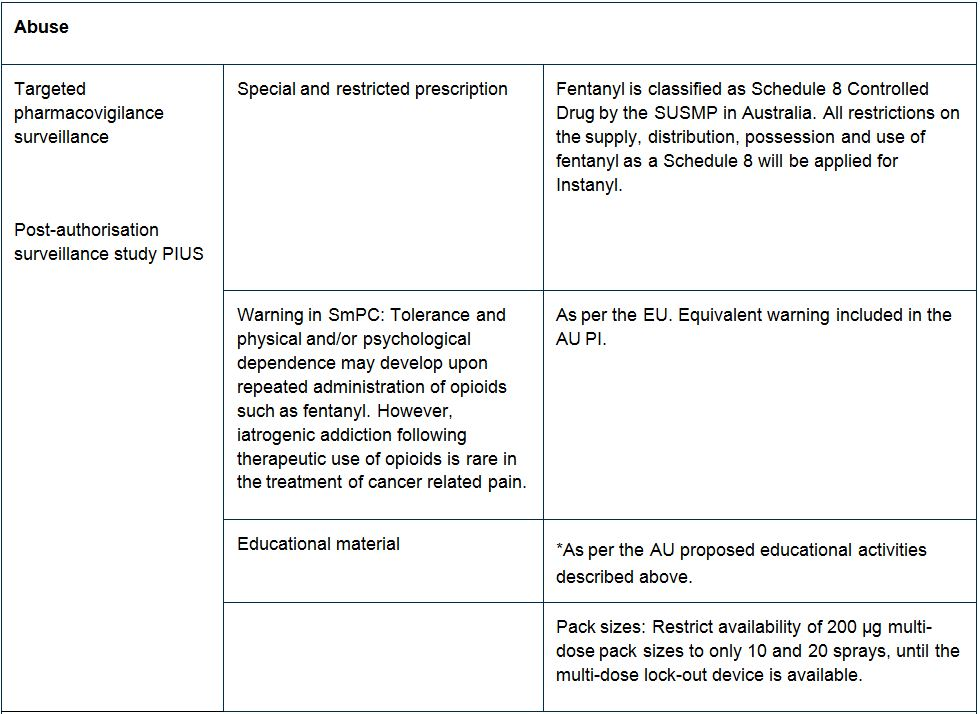 Abuse
Targeted
pharmacovigilance
surveillance
Post-authorisation
surveillance study PIUS
Special and restricted prescription
Fentanyl is classified as Schedule 8 Controlled
Drug by the SUSMP in Australia. All restrictions on
the supply, distribution, possession and use of
fentanyl as a Schedule 8 will be applied for
Instanyl.
Warning in SmPC: Tolerance and
physical and/or psychological
dependence may develop upon
repeated administration of opioids
such as fentanyl. However,
iatrogenic addiction following
therapeutic use of opioids is rare in
the treatment of cancer related pain.
As per the EU. Equivalent warning included in the
AU PI.
Educational material
*As per the AU proposed educational activities
described above.
Pack sizes: Restrict availability of 200 µg multi-
dose pack sizes to only 10 and 20 sprays, until the
multi-dose lock-out device is available.